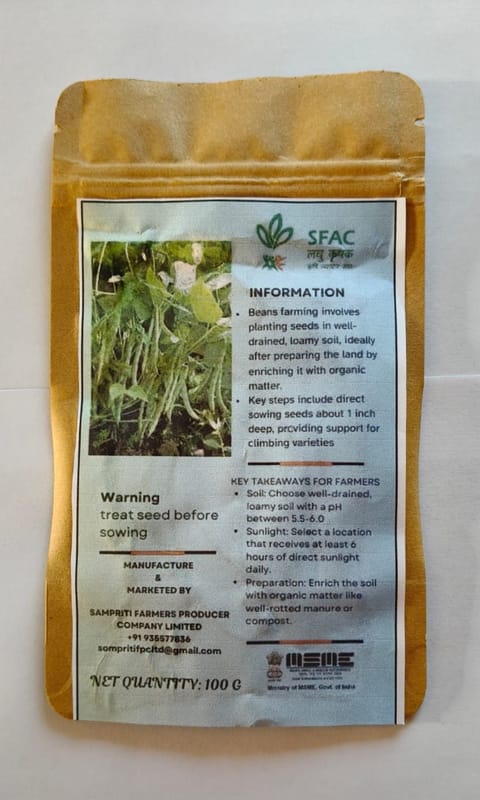 SFAC
लघु कृषक
INFORMATION
• Beans farming involves
planting seeds in well-
drained, loamy soil, ideally
after preparing the land by
enriching it with organic
matter.
• Key steps include direct
sowing seeds about 1 inch
deep, providing support for
climbing varieties
KEY TAKEAWAYS FOR FARMERS
• Soil: Choose well-drained,
loamy soil with a pH
between 5.5-6.0
• Sunlight: Select a location
that receives at least 6
hours of direct sunlight
daily.
• Preparation: Enrich the soil
with organic matter like
well-rotted manure or
compost.
Warning
treat seed before
sowing
MANUFACTURE
&
MARKETED BY
SAMPRITI FARMERS PRODUCER
COMPANY LIMITED
+91 935577836
sompritifpcltd@gmail.com
NET QUANTITY: 100 G
MSME
Ministry of MSME, Govt. of India